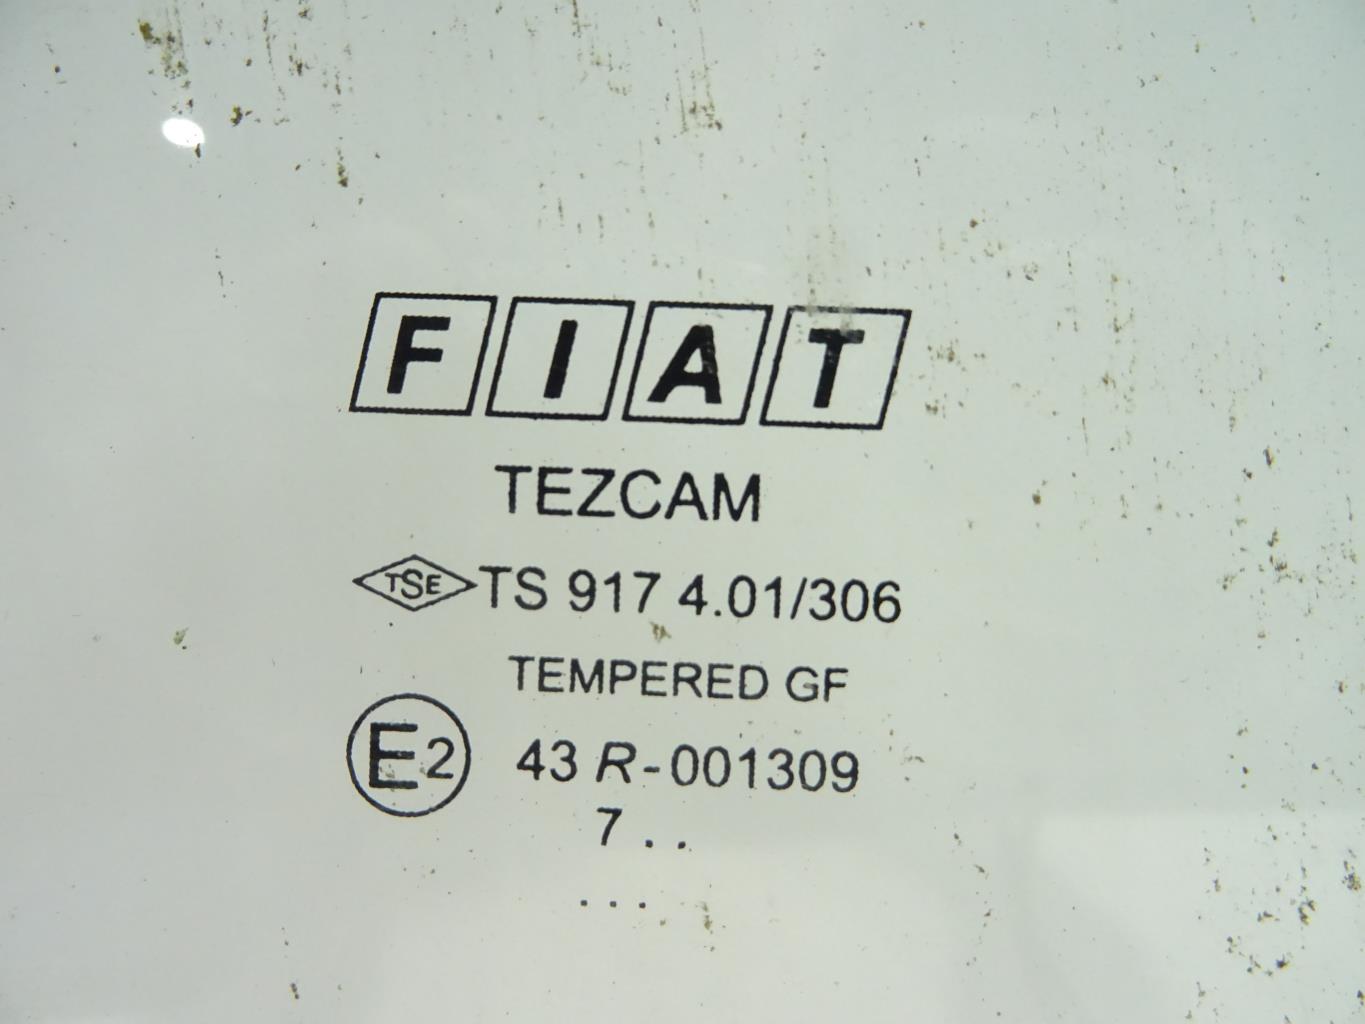 FIAT
TEZCAM
TSE TS 917 4.01/306
TEMPERED GF
E2 43 R-001309
7 . .
. . .